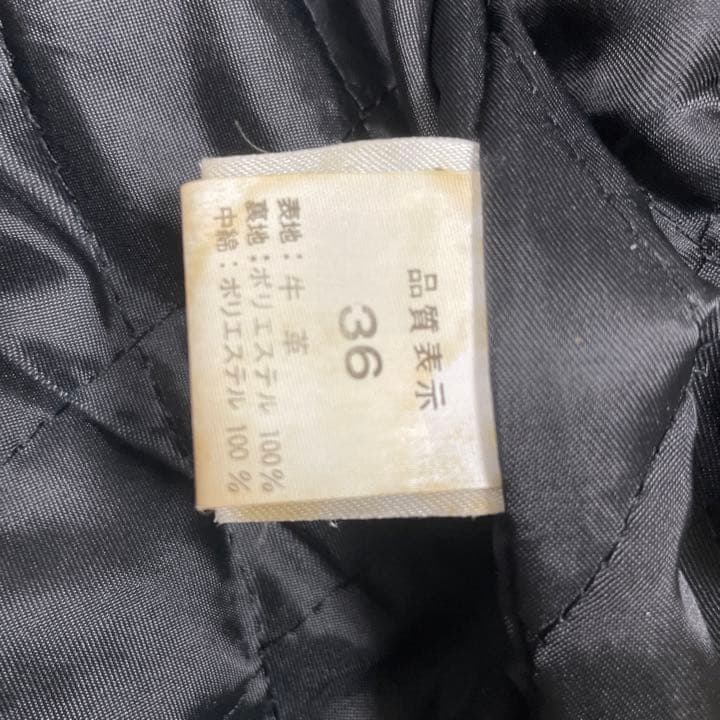 品質表示
36
表地：牛 革
裏地：ポリエステル 100%
中綿：ポリエステル 100%